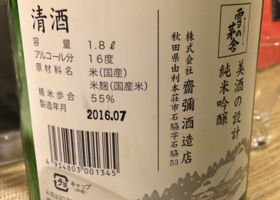 清酒
容量 1.8ℓ
アルコール分 16度
原材料名 米(国産)
米麹(国産米)
精米歩合 55%
製造年月 2016.07
4934803001345
キャップ
雪の茅舎
美酒の設計
純米吟醸
株式会社 齋彌酒造店
秋田県由利本荘市石脇字石脇53